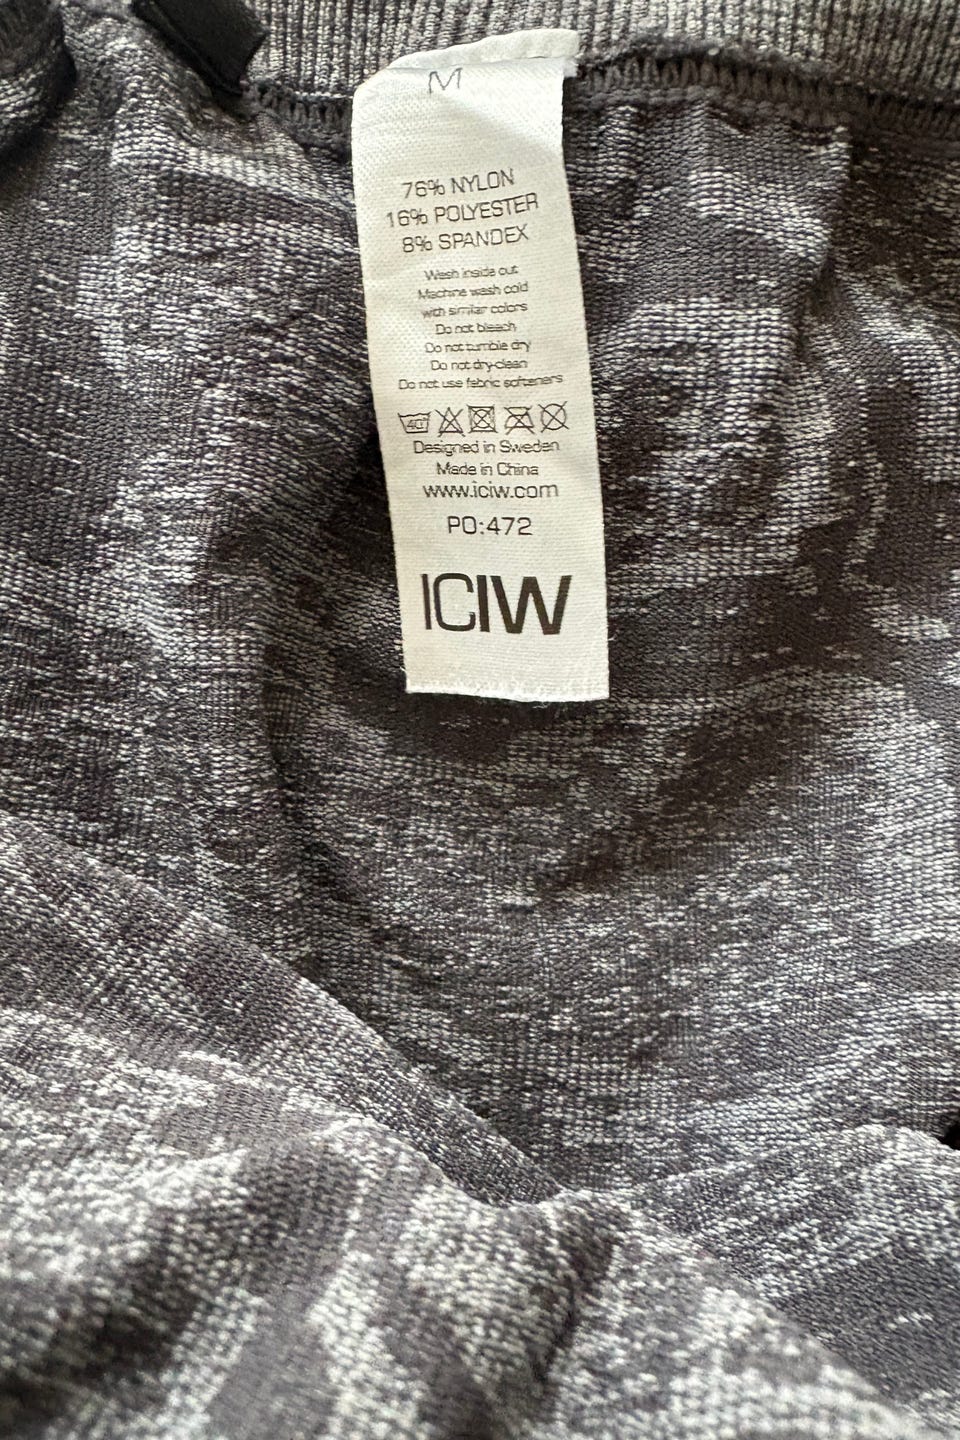 M
76% NYLON
16% POLYESTER
8% SPANDEX
Wash inside out
Machine wash cold
with similar colors
Do not bleach
Do not tumble dry
Do not dry-clean
Do not use fabric softeners
40°
Designed in Sweden
Made in China
www.iciw.com
PO:472
ICIW